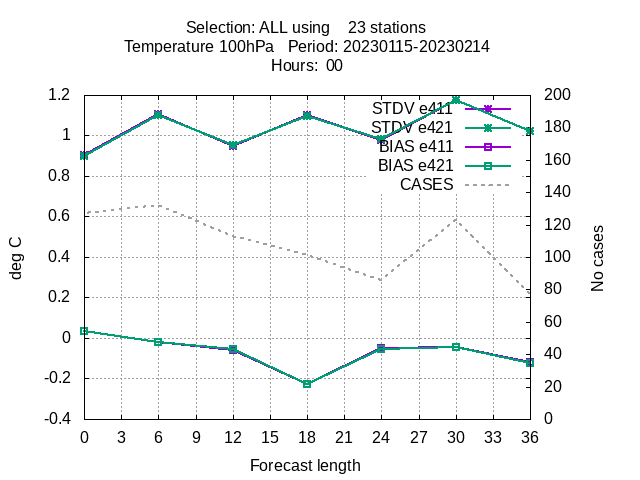 Selection: ALL using 23 stations
Temperature 100hPa Period: 20230115-20230214
Hours: 00
1.2
1
0.8
0.6
0.4
0.2
0
-0.2
-0.4
deg C
STDV e411
STDV e421
BIAS e411
BIAS e421
CASES
200
180
160
140
120
100
80
60
40
20
0
No cases
0 3 6 9 12 15 18 21 24 27 30 33 36
Forecast length